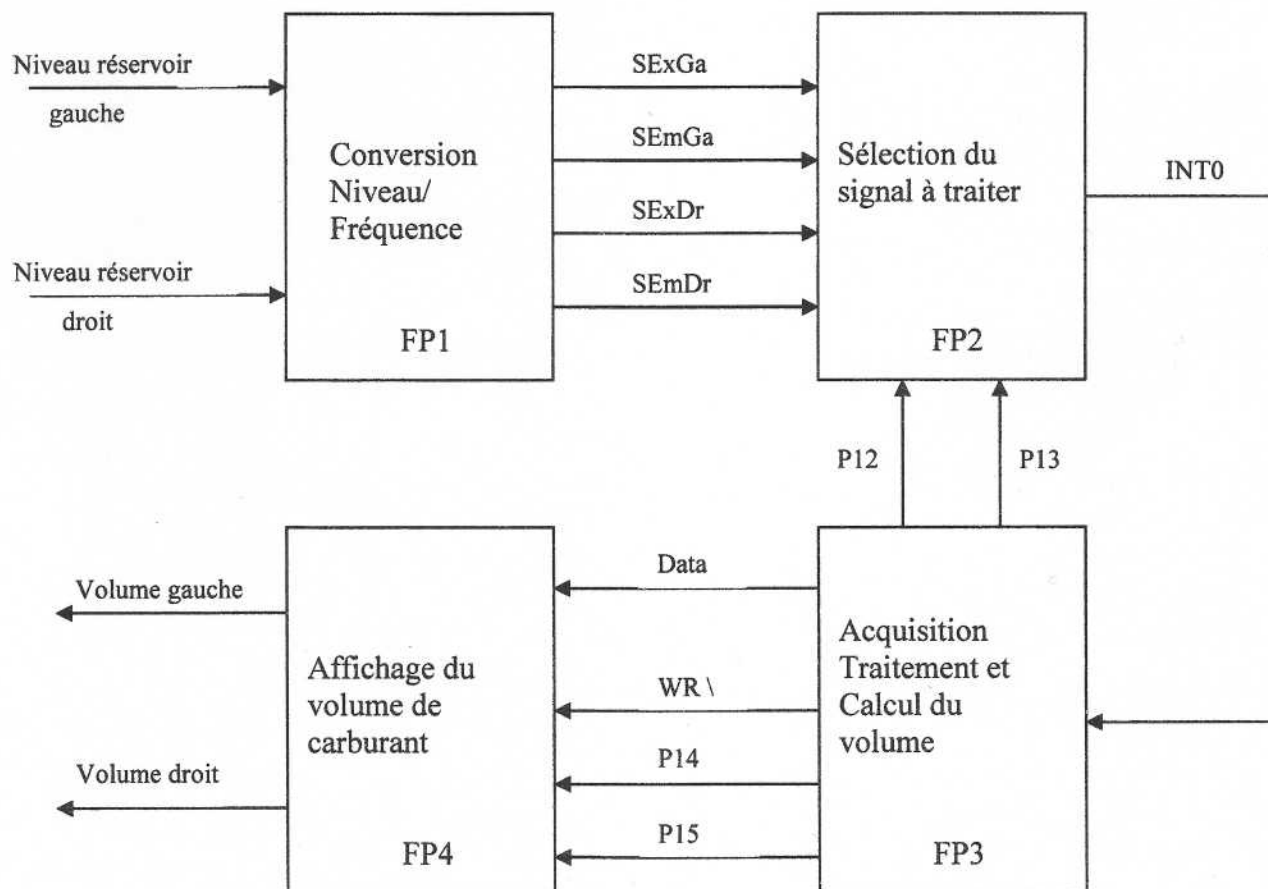 Niveau réservoir
gauche
Niveau réservoir
droit
Conversion
Niveau/
Fréquence
FP1
SExGa
SEmGa
SExDr
SEmDr
Sélection du
signal à traiter
FP2
INT0
P12
P13
Volume gauche
Volume droit
Affichage du
volume de
carburant
FP4
Data
WR \
P14
P15
Acquisition
Traitement et
Calcul du
volume
FP3